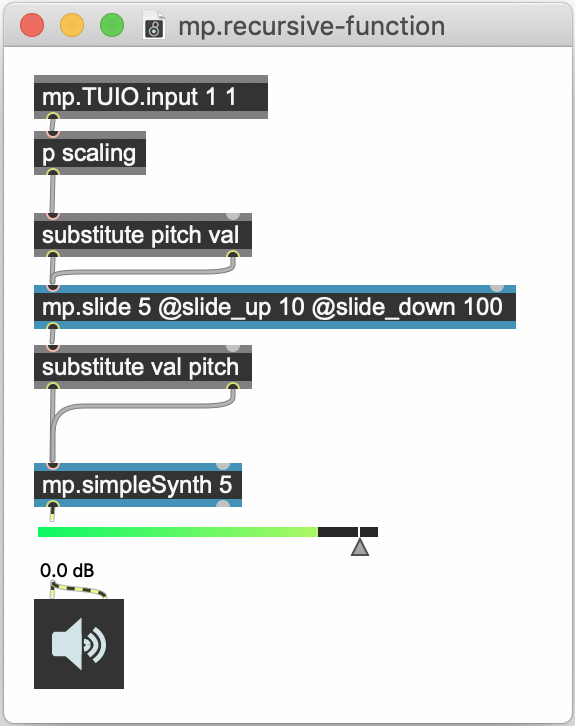 mp.recursive-function
mp.TUIO.input 1 1
p scaling
substitute pitch val
mp.slide 5 @slide_up 10 @slide_down 100
substitute val pitch
mp.simpleSynth 5
0.0 dB